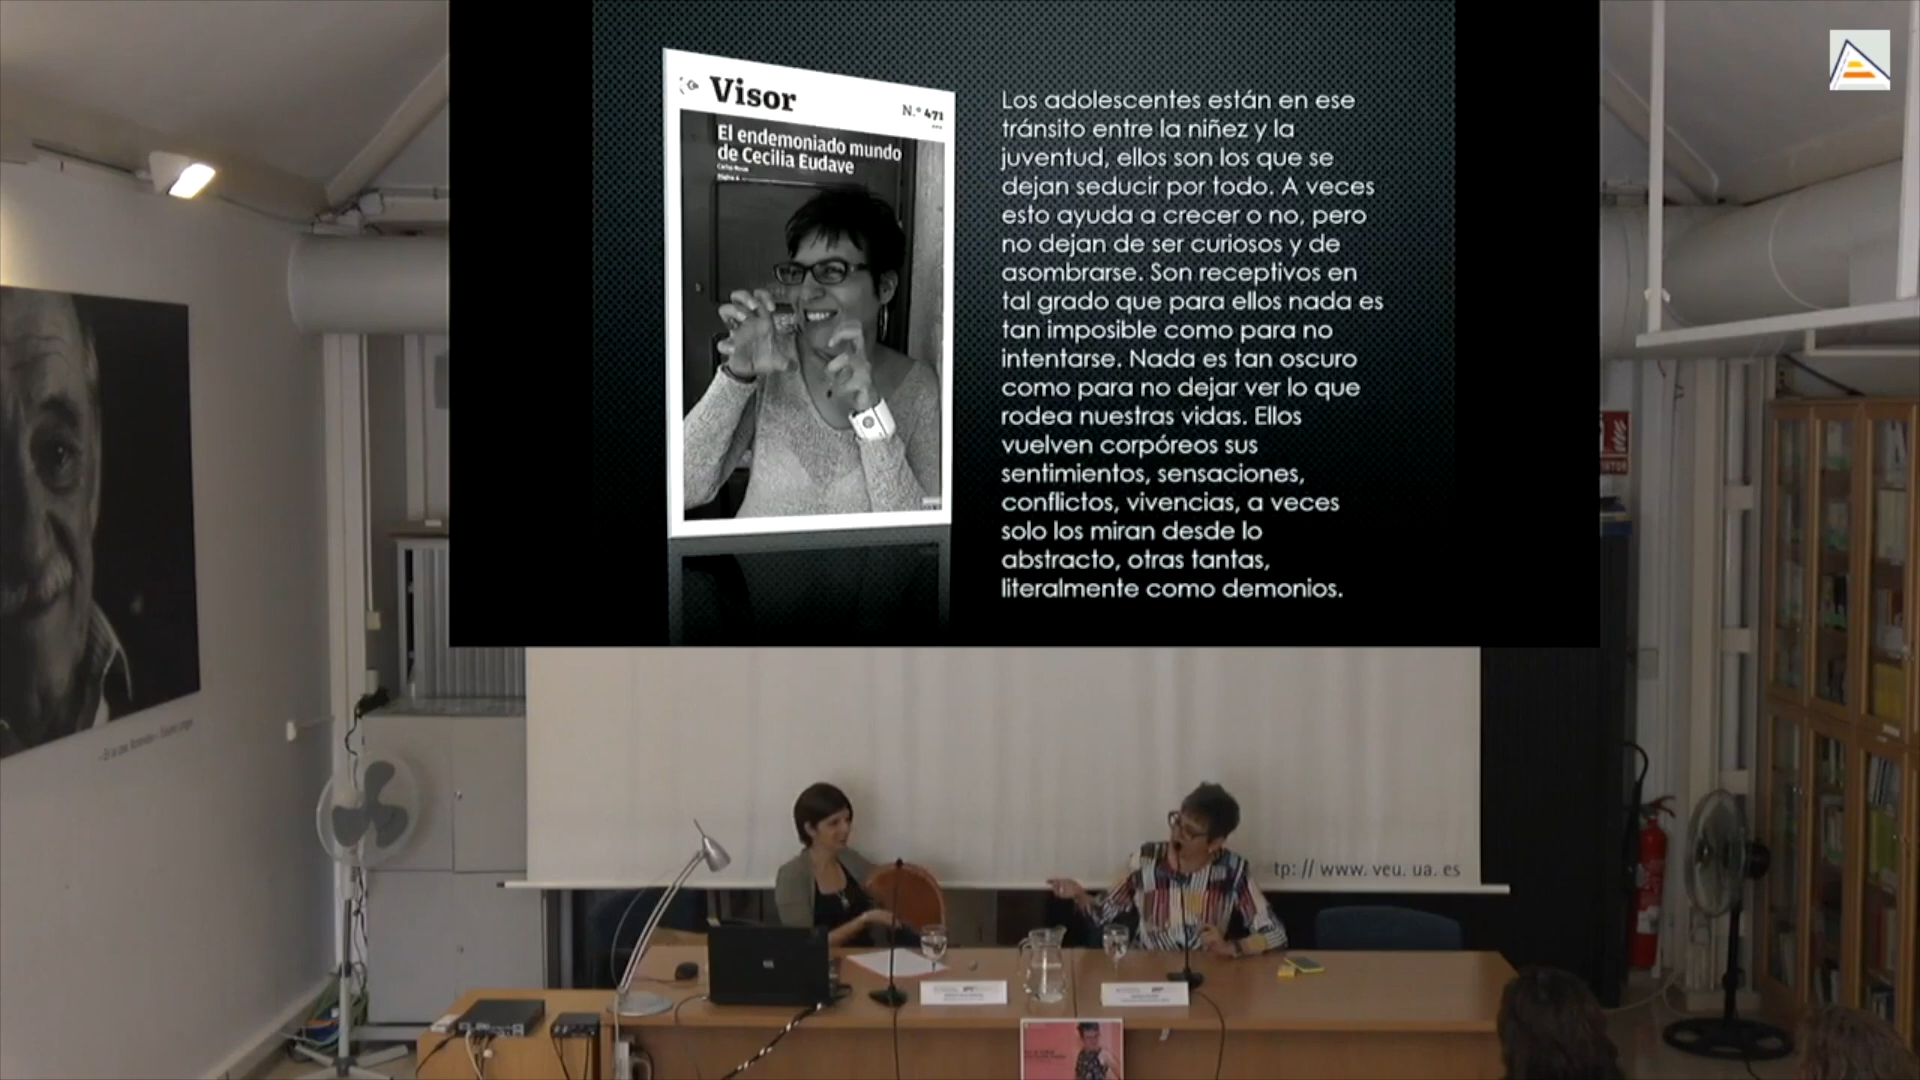 Visor
N.º 471
El endemoniado mundo
de Cecilia Eudave
Los adolescentes están en ese
tránsito entre la niñez y la
juventud, ellos son los que se
dejan seducir por todo. A veces
esto ayuda a crecer o no, pero
no dejan de ser curiosos y de
asombrarse. Son receptivos en
tal grado que para ellos nada es
tan imposible como para no
intentarse. Nada es tan oscuro
como para no dejar ver lo que
rodea nuestras vidas. Ellos
vuelven corpóreos sus
sentimientos, sensaciones,
conflictos, vivencias, a veces
solo los miran desde lo
abstracto, otras tantas,
literalmente como demonios.
tp: // www. veu. ua. es